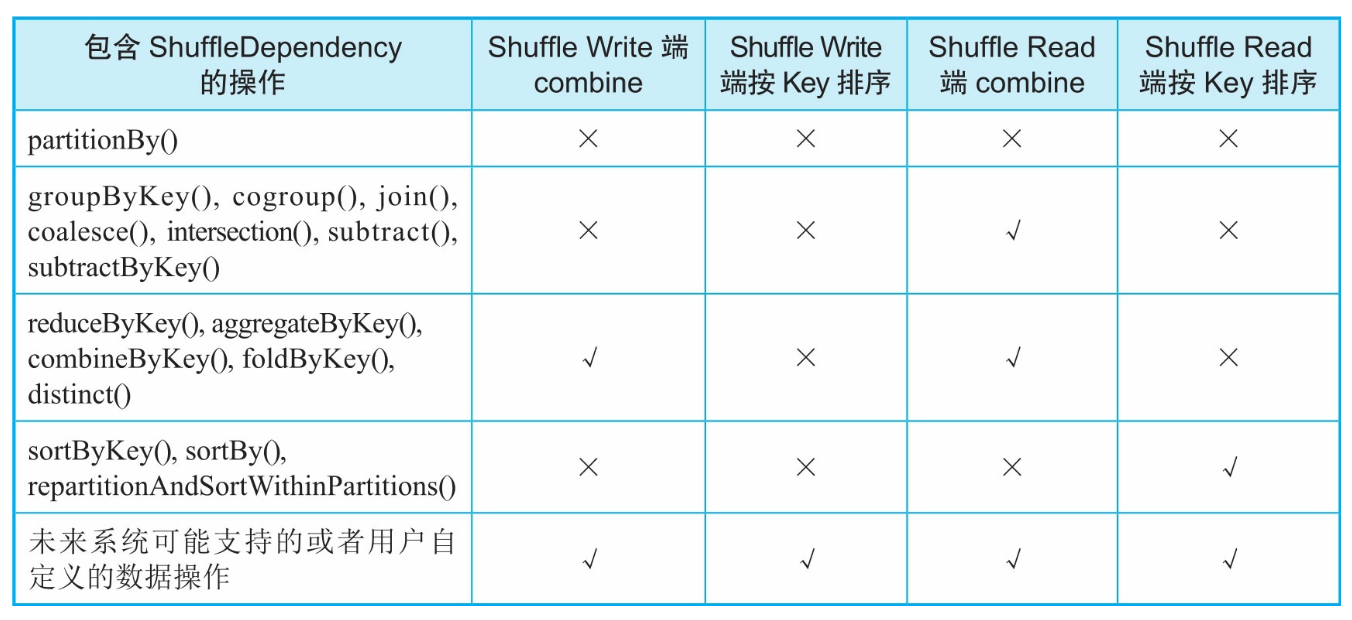 包含 ShuffleDependency
的操作
Shuffle Write 端
combine
Shuffle Write
端按 Key 排序
Shuffle Read
端 combine
Shuffle Read
端按 Key 排序
partitionBy()
× × × ×
groupByKey(), cogroup(), join(),
coalesce(), intersection(), subtract(),
subtractByKey()
× × √ ×
reduceByKey(), aggregateByKey(),
combineByKey(), foldByKey(),
distinct()
√ × √ ×
sortByKey(), sortBy(),
repartitionAndSortWithinPartitions()
× × × √
未来系统可能支持的或者用户自
定义的数据操作
√ √ √ √